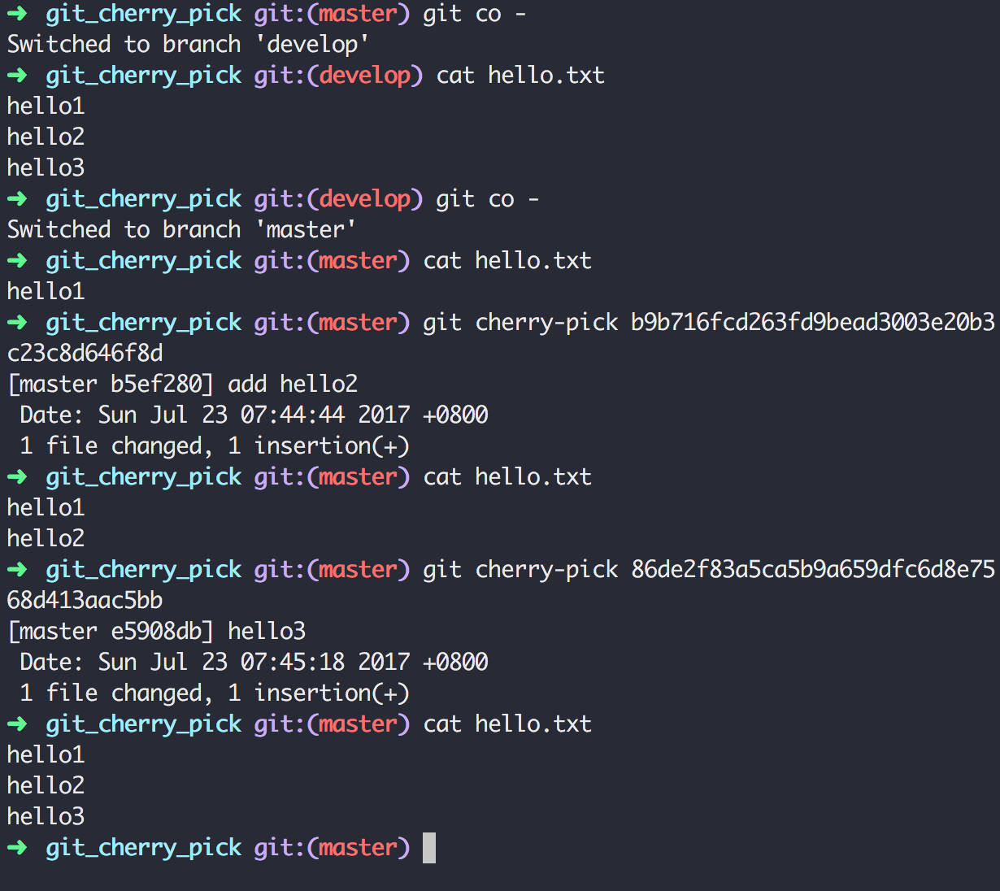 ➜  git_cherry_pick git:(master) git co -
Switched to branch 'develop'
➜  git_cherry_pick git:(develop) cat hello.txt
hello1
hello2
hello3
➜  git_cherry_pick git:(develop) git co -
Switched to branch 'master'
➜  git_cherry_pick git:(master) cat hello.txt
hello1
➜  git_cherry_pick git:(master) git cherry-pick b9b716fcd263fd9bead3003e20b3
c23c8d646f8d
[master b5ef280] add hello2
 Date: Sun Jul 23 07:44:44 2017 +0800
 1 file changed, 1 insertion(+)
➜  git_cherry_pick git:(master) cat hello.txt
hello1
hello2
➜  git_cherry_pick git:(master) git cherry-pick 86de2f83a5ca5b9a659dfc6d8e75
68d413aac5bb
[master e5908db] hello3
 Date: Sun Jul 23 07:45:18 2017 +0800
 1 file changed, 1 insertion(+)
➜  git_cherry_pick git:(master) cat hello.txt
hello1
hello2
hello3
➜  git_cherry_pick git:(master)